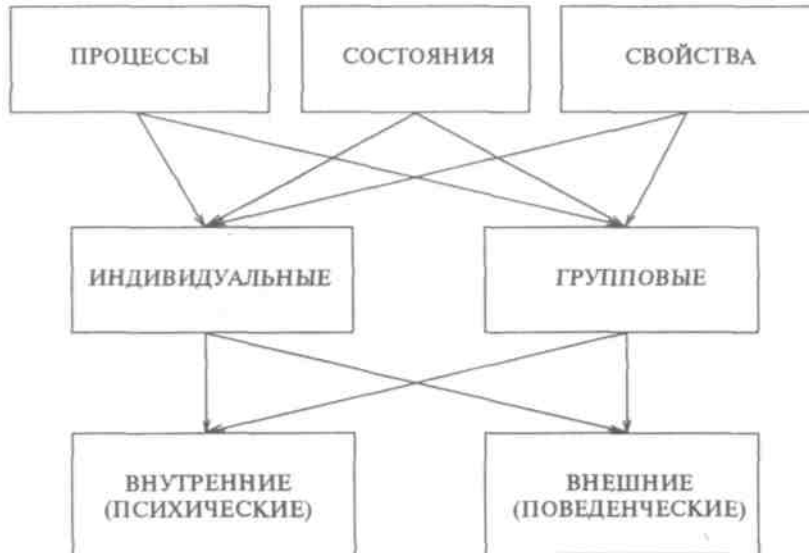 ПРОЦЕССЫ СОСТОЯНИЯ СВОЙСТВА
ИНДИВИДУАЛЬНЫЕ ГРУППОВЫЕ
ВНУТРЕННИЕ ВНЕШНИЕ
(ПСИХИЧЕСКИЕ) (ПОВЕДЕНЧЕСКИЕ)